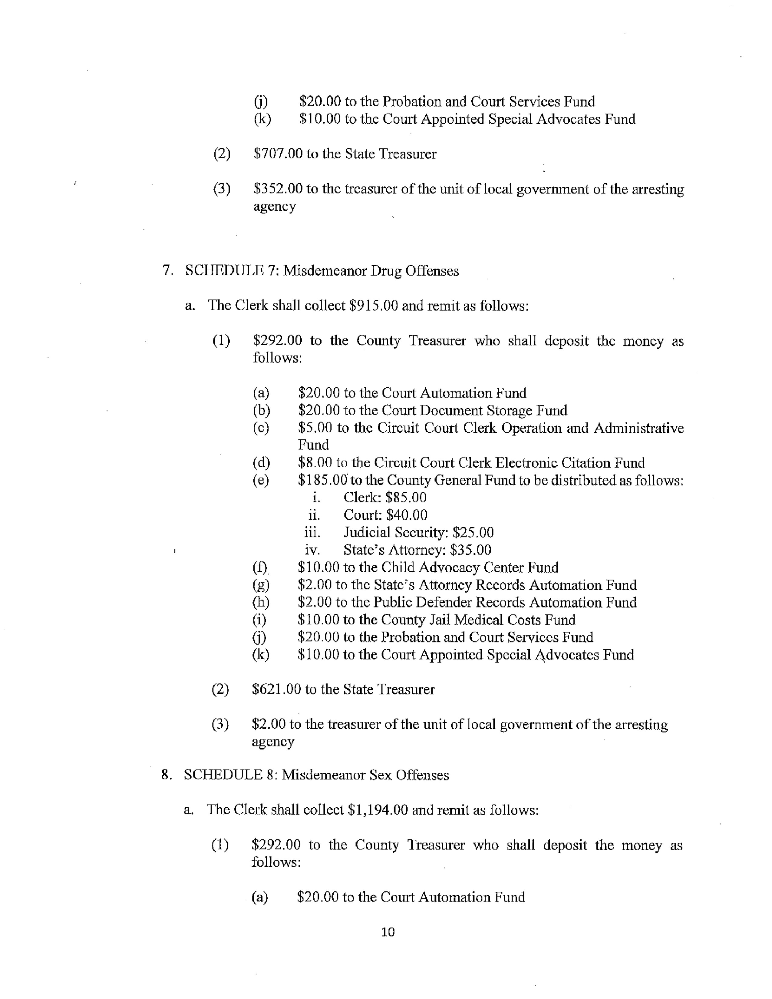 (j) $20.00 to the Probation and Court Services Fund
(k) $10.00 to the Court Appointed Special Advocates Fund
(2) $707.00 to the State Treasurer
(3) $352.00 to the treasurer of the unit of local government of the arresting
agency
7. SCHEDULE 7: Misdemeanor Drug Offenses
a. The Clerk shall collect $915.00 and remit as follows:
(1) $292.00 to the County Treasurer who shall deposit the money as
follows:
(a) $20.00 to the Court Automation Fund
(b) $20.00 to the Court Document Storage Fund
(c) $5.00 to the Circuit Court Clerk Operation and Administrative
Fund
(d) $8.00 to the Circuit Court Clerk Electronic Citation Fund
(e) $185.00 to the County General Fund to be distributed as follows:
i. Clerk: $85.00
ii. Court: $40.00
iii. Judicial Security: $25.00
iv. State's Attorney: $35.00
(f) $10.00 to the Child Advocacy Center Fund
(g) $2.00 to the State's Attorney Records Automation Fund
(h) $2.00 to the Public Defender Records Automation Fund
(i) $10.00 to the County Jail Medical Costs Fund
(j) $20.00 to the Probation and Court Services Fund
(k) $10.00 to the Court Appointed Special Advocates Fund
(2) $621.00 to the State Treasurer
(3) $2.00 to the treasurer of the unit of local government of the arresting
agency
8. SCHEDULE 8: Misdemeanor Sex Offenses
a. The Clerk shall collect $1,194.00 and remit as follows:
(1) $292.00 to the County Treasurer who shall deposit the money as
follows:
(a) $20.00 to the Court Automation Fund
10